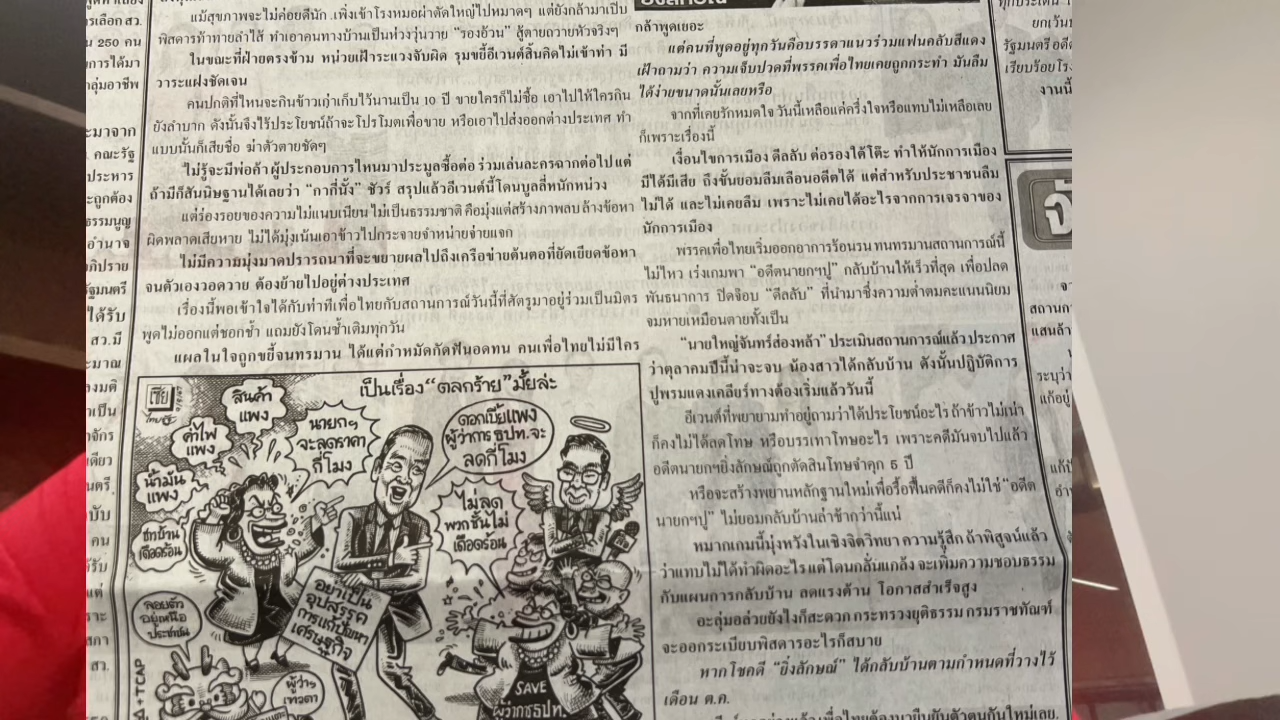 แม้สุขภาพจะไม่ค่อยดีนัก เพิ่งเข้าโรงหมอผ่าตัดใหญ่ไปหมาดๆ แต่ยังกล้ามาเปิบ
พิสดารท้าทายลำไส้ ทำเอาคนทางบ้านเป็นห่วงวุ่นวาย “รองอ้วน” สู้ตายถวายหัวจริงๆ
ในขณะที่ฝ่ายตรงข้าม หน่วยเฝ้าระแวงจับผิด รุมขยี้อีเวนต์สิ้นคิดไม่เข้าท่า มี
วาระแฝงชัดเจน
คนปกติที่ไหนจะกินข้าวเก่าเก็บไว้นานเป็น 10 ปี ขายใครก็ไม่ซื้อ เอาไปให้ใครกิน
ยังลำบาก ดังนั้นจึงไร้ประโยชน์ถ้าจะโปรโมตเพื่อขาย หรือเอาไปส่งออกต่างประเทศ ทำ
แบบนั้นก็เสียชื่อ ฆ่าตัวตายชัดๆ
ไม่รู้จะมีพ่อค้า ผู้ประกอบการไหนมาประมูลซื้อต่อ ร่วมเล่นละครฉากต่อไป แต่
ถ้ามีก็สันนิษฐานได้เลยว่า “กากี่นั้ง” ชัวร์ สรุปแล้วอีเวนต์นี้โดนบูลลี่หนักหน่วง
แต่ร่องรอยของความไม่แนบเนียน ไม่เป็นธรรมชาติ คือมุ่งแต่สร้างภาพลบ ล้างข้อหา
ผิดพลาดเสียหาย ไม่ได้มุ่งเน้นเอาข้าวไปกระจายจำหน่ายจ่ายแจก
ไม่มีความมุ่งมาดปรารถนาที่จะขยายผลไปถึงเครือข่ายต้นตอที่ยัดเยียดข้อหา
จนตัวเองวอดวาย ต้องย้ายไปอยู่ต่างประเทศ
เรื่องนี้พอเข้าใจได้กับท่าทีเพื่อไทยกับสถานการณ์วันนี้ที่ศัตรูมาอยู่ร่วมเป็นมิตร
พูดไม่ออกแต่ชอกช้ำ แถมยังโดนซ้ำเติมทุกวัน
แผลในใจถูกขยี้จนทรมาน ได้แต่กำหมัดกัดฟันอดทน คนเพื่อไทยไม่มีใคร
กล้าพูดเยอะ
แต่คนที่พูดอยู่ทุกวันคือบรรดาแนวร่วมแฟนคลับสีแดง
เฝ้าถามว่า ความเจ็บปวดที่พรรคเพื่อไทยเคยถูกกระทำ มันลืม
ได้ง่ายขนาดนั้นเลยหรือ
จากที่เคยรักหมดใจ วันนี้เหลือแค่ครึ่งใจหรือแทบไม่เหลือเลย
ก็เพราะเรื่องนี้
เงื่อนไขการเมือง ดีลลับ ต่อรองใต้โต๊ะ ทำให้นักการเมือง
มีได้มีเสีย ถึงขั้นยอมลืมเลือนอดีตได้ แต่สำหรับประชาชนลืม
ไม่ได้ และไม่เคยลืม เพราะไม่เคยได้อะไรจากการเจรจาของ
นักการเมือง
พรรคเพื่อไทยเริ่มออกอาการร้อนรน ทนทรมานสถานการณ์นี้
ไม่ไหว เร่งเกมพา “อดีตนายกฯปู” กลับบ้านให้เร็วที่สุด เพื่อปลด
พันธนาการ ปิดจ๊อบ “ดีลลับ” ที่นำมาซึ่งความต่ำตมคะแนนนิยม
จมหายเหมือนตายทั้งเป็น
“นายใหญ่จันทร์ส่องหล้า” ประเมินสถานการณ์แล้วประกาศ
ว่าตุลาคมปีนี้น่าจะจบ น้องสาวได้กลับบ้าน ดังนั้นปฏิบัติการ
ปูพรมแดงเคลียร์ทางต้องเริ่มแล้ววันนี้
อีเวนต์ที่พยายามทำอยู่ถามว่าได้ประโยชน์อะไร ถ้าข้าวไม่เน่า
ก็คงไม่ได้ลดโทษ หรือบรรเทาโทษอะไร เพราะคดีมันจบไปแล้ว
อดีตนายกฯยิ่งลักษณ์ถูกตัดสินโทษจำคุก 5 ปี
หรือจะสร้างพยานหลักฐานใหม่เพื่อรื้อฟื้นคดีก็คงไม่ใช่ “อดีต
นายกฯปู” ไม่ยอมกลับบ้านล่าช้ากว่านี้แน่
หมากเกมนี้มุ่งหวังในเชิงจิตวิทยา ความรู้สึก ถ้าพิสูจน์แล้ว
ว่าแทบไม่ได้ทำผิดอะไร แต่โดนกลั่นแกล้ง จะเพิ่มความชอบธรรม
กับแผนการกลับบ้าน ลดแรงต้าน โอกาสสำเร็จสูง
อะลุ่มอล่วยยังไงก็สะดวก กระทรวงยุติธรรม กรมราชทัณฑ์
จะออกระเบียบพิสดารอะไรก็สบาย
หากโชคดี “ยิ่งลักษณ์” ได้กลับบ้านตามกำหนดที่วางไว้
เดือน ต.ค.
เป็นเรื่อง“ตลกร้าย”มั้ยล่ะ
เซีย
ไทยรัฐ
สินค้า
แพง
ค่าไฟ
แพง
น้ำมัน
แพง
ชาวบ้าน
เดือดร้อน
นายกฯ
จะลดราคา
กี่โมง
ดอกเบี้ยแพง
ผู้ว่าการ ธปท.จะ
ลดกี่โมง
ไม่ลด
พวกชั้นไม่
เดือดร้อน
อย่าเป็น
อุปสรรค
การแก้ปัญหา
เศรษฐกิจ
ลอยตัว
อยู่เหนือ
ประชาชน
ผู้ว่าฯ
เทวดา
SAVE
ผู้ว่าการธปท.